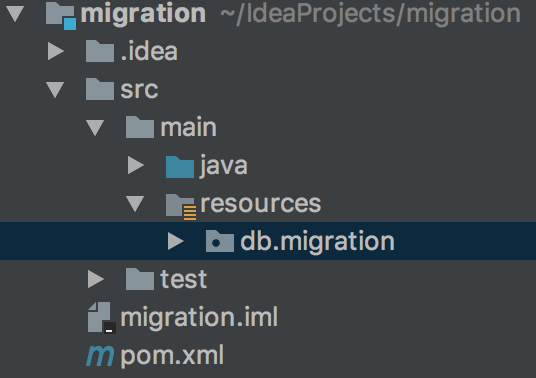 migration ~/IdeaProjects/migration
.idea
src
main
java
resources
db.migration
test
migration.iml
m pom.xml